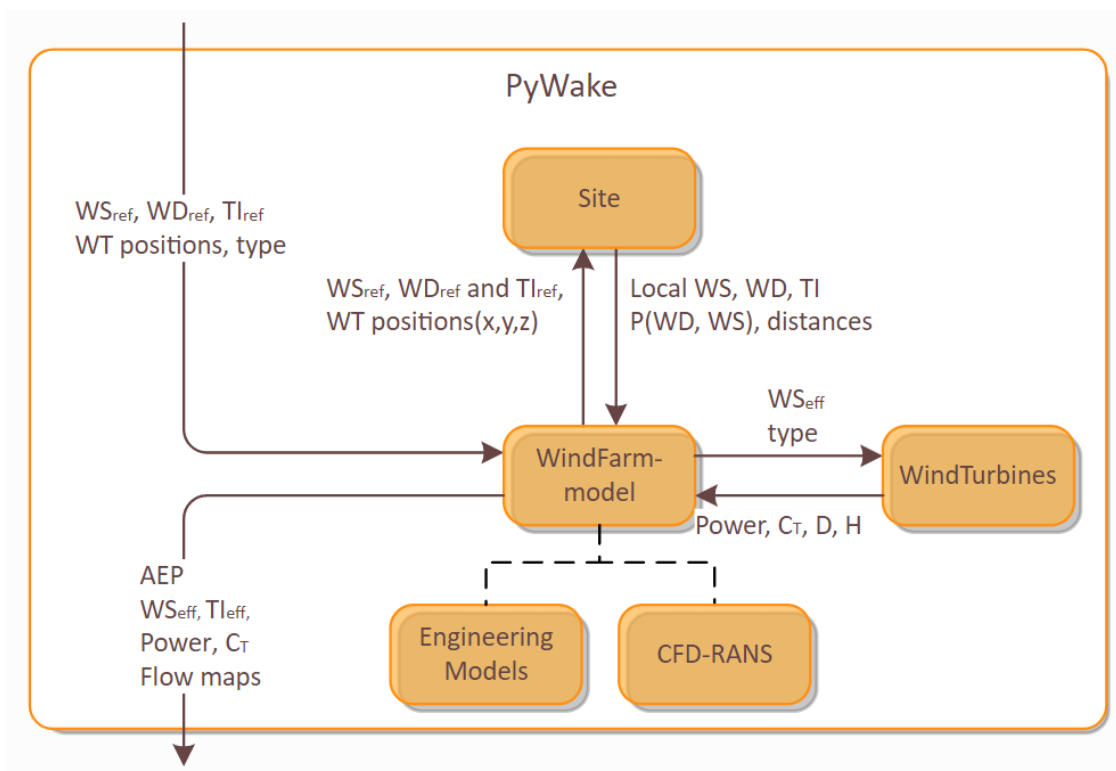 PyWake
Site
WSref, WDref, TIref
WT positions, type
WSref, WDref and TIref,
WT positions(x,y,z)
Local WS, WD, TI
P(WD, WS), distances
WSeff
type
WindFarm-
model
WindTurbines
Power, CT, D, H
AEP
WSeff, TIeff,
Power, CT
Flow maps
Engineering
Models
CFD-RANS